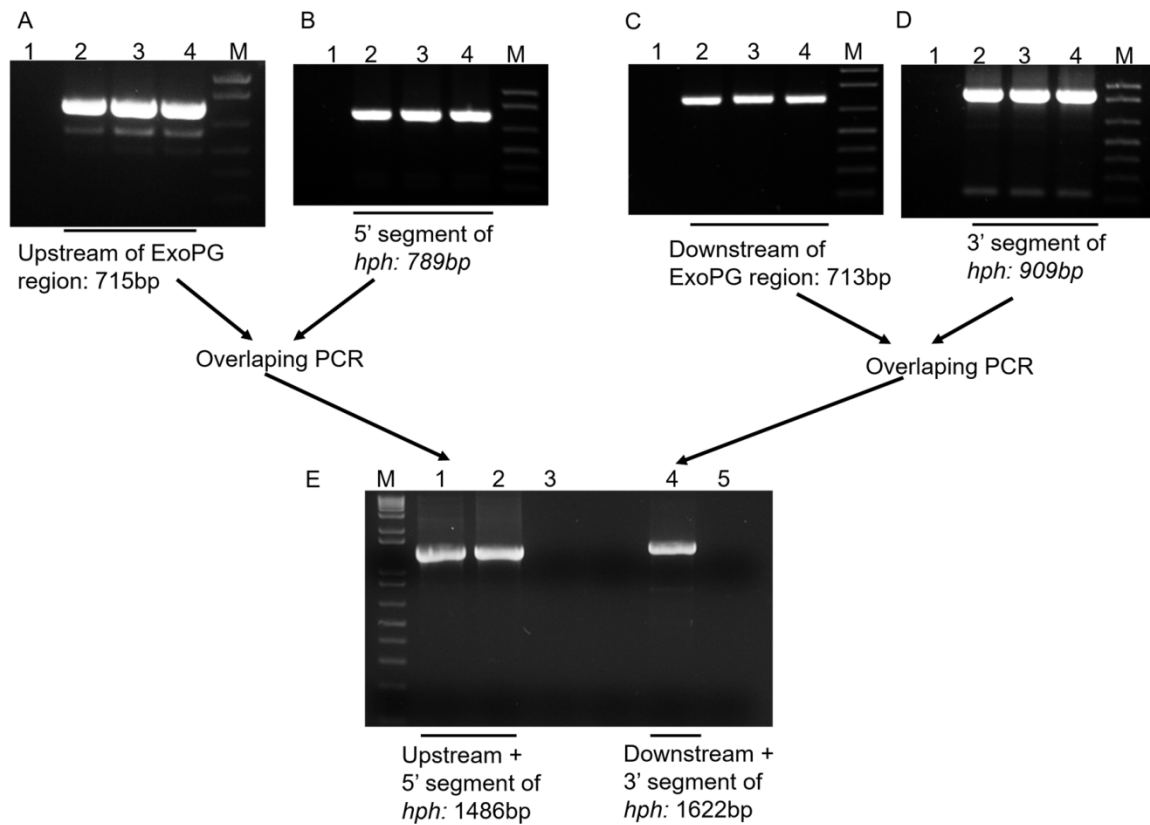 A
1 2 3 4 M
Upstream of ExoPG
region: 715bp
B
1 2 3 4 M
5’ segment of
hph: 789bp
C
1 2 3 4 M
Downstream of
ExoPG region: 713bp
D
1 2 3 4 M
3’ segment of
hph: 909bp
Overlaping PCR
Overlaping PCR
E
M 1 2 3 4 5
Upstream +
5’ segment of
hph: 1486bp
Downstream +
3’ segment of
hph: 1622bp